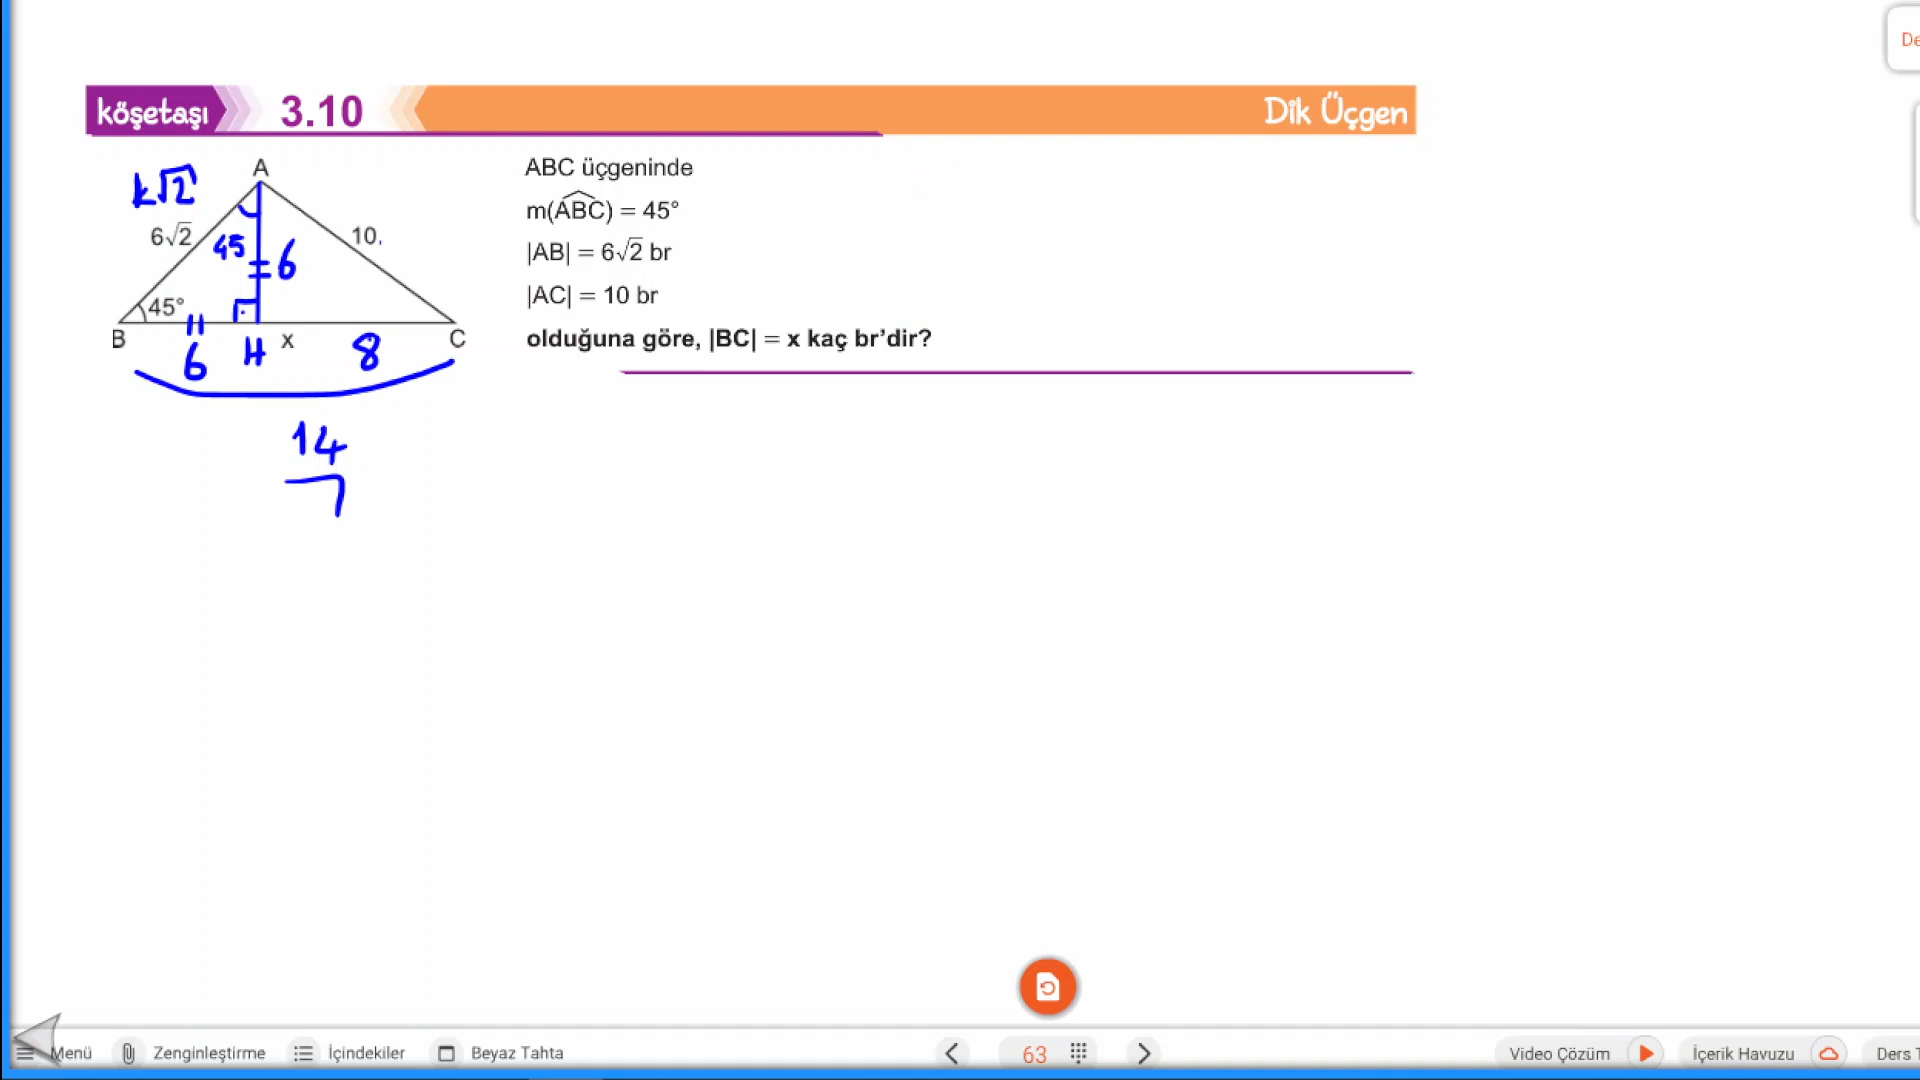 De
köşetaşı 3.10 Dik Üçgen
A
k√2
6√2
45
6
10
45°
B
6
H
x
8
C
14
ABC üçgeninde
m(ABC) = 45°
|AB| = 6√2 br
|AC| = 10 br
olduğuna göre, |BC| = x kaç br'dir?
Menü Zenginleştirme İçindekiler Beyaz Tahta 63 Video Çözüm İçerik Havuzu Ders T